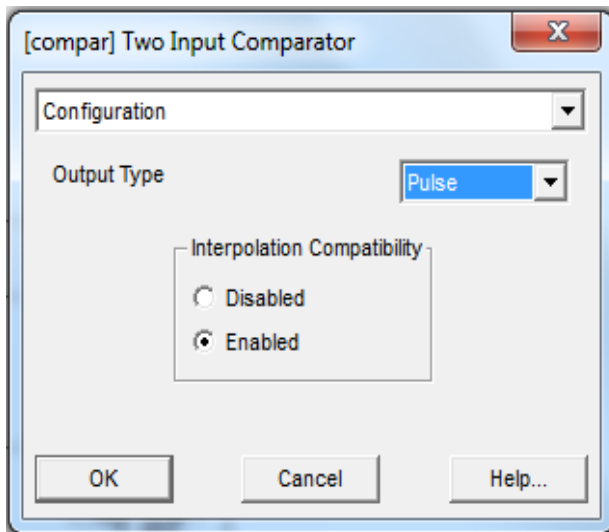 [compar] Two Input Comparator
Configuration
Output Type
Pulse
Interpolation Compatibility
Disabled
Enabled
OK
Cancel
Help...